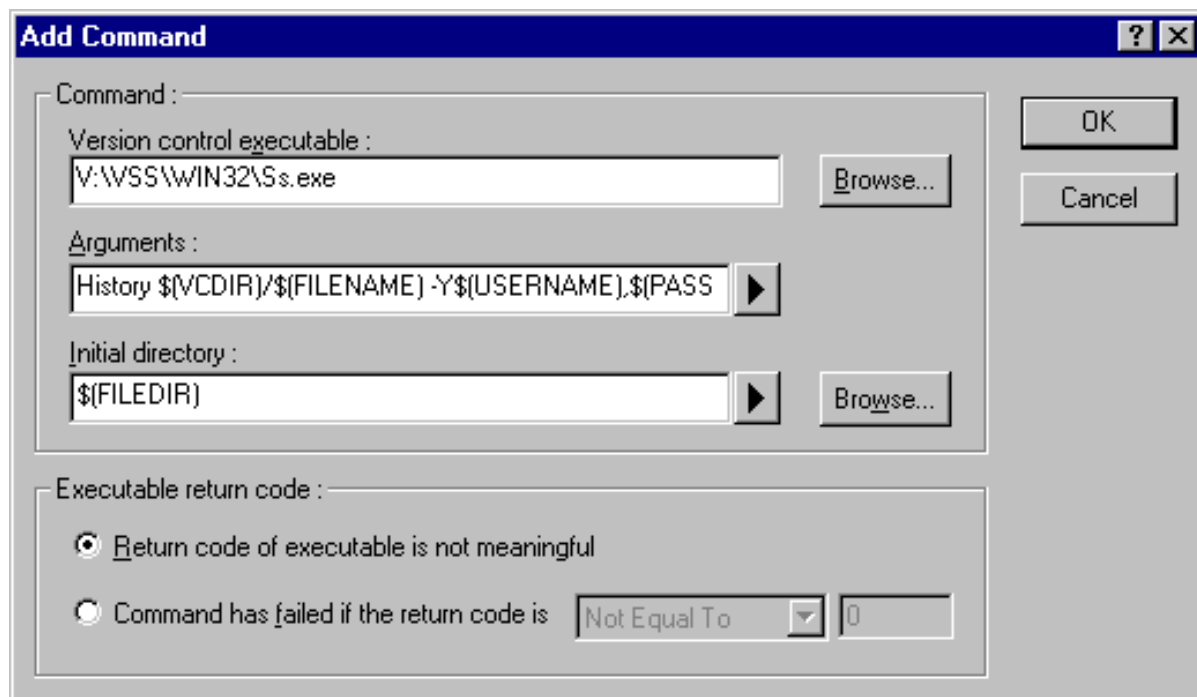 Add Command
Command :
OK
Version control executable :
V:\VSS\WIN32\Ss.exe
Browse...
Cancel
Arguments :
History $(VCDIR)/$(FILENAME) -Y$(USERNAME),$(PASS
Initial directory :
$(FILEDIR)
Browse...
Executable return code :
Return code of executable is not meaningful
Command has failed if the return code is Not Equal To 0